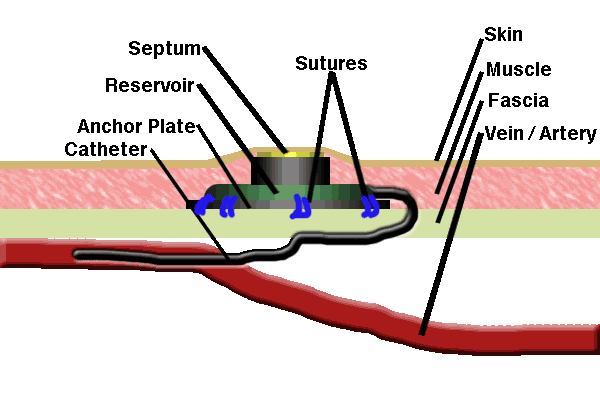 Septum
Reservoir
Anchor Plate
Catheter
Sutures
Skin
Muscle
Fascia
Vein / Artery